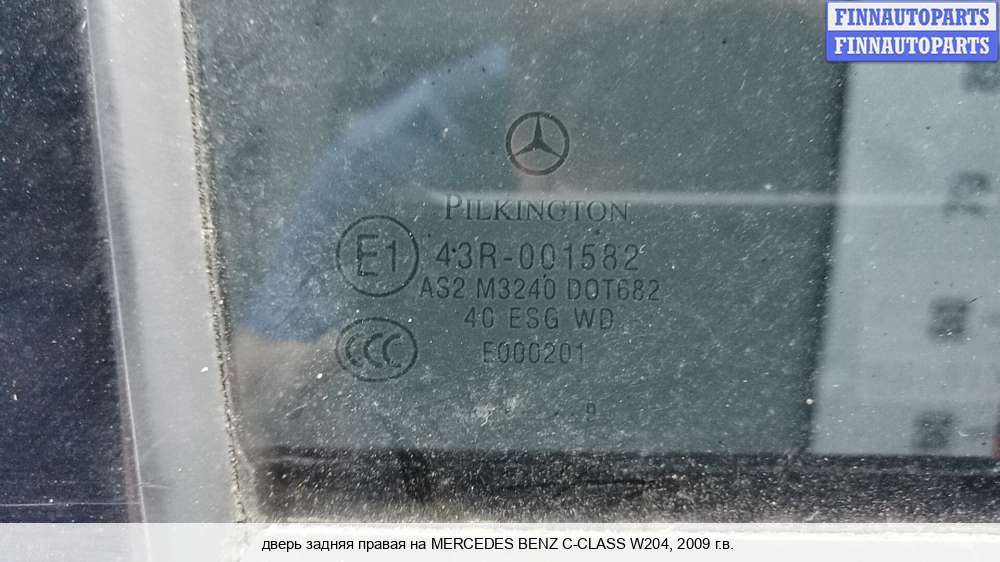 FINNAUTOPARTS
FINNAUTOPARTS
PILKINGTON
E1 43R-001582
AS2 M3240 DOT682
40 ESG WD
CCC E000201
дверь задняя правая на MERCEDES BENZ C-CLASS W204, 2009 г.в.